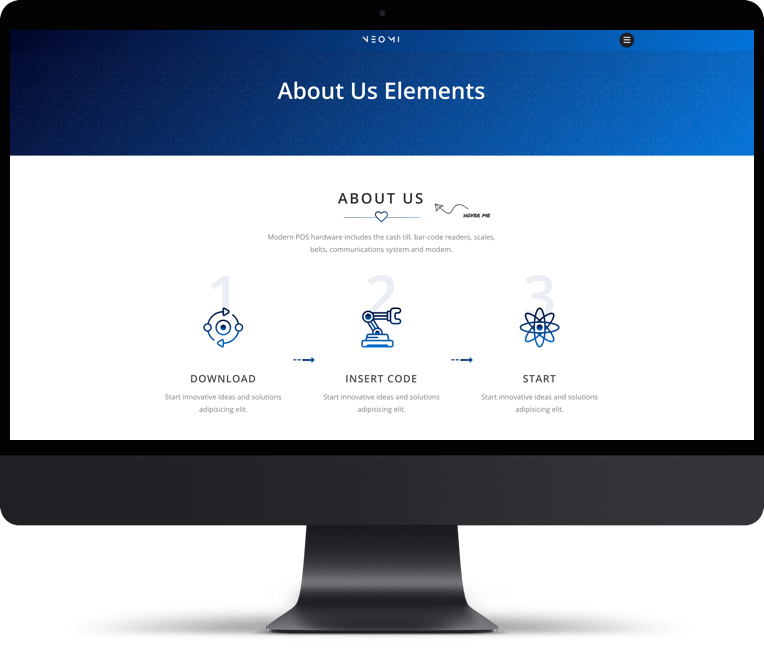 NEOMI
About Us Elements
ABOUT US
HOVER ME
Modern POS hardware includes the cash till, bar-code readers, scales,
belts, communications system and modem.
1
2
3
DOWNLOAD
INSERT CODE
START
Start innovative ideas and solutions
adipisicing elit.
Start innovative ideas and solutions
adipisicing elit.
Start innovative ideas and solutions
adipisicing elit.